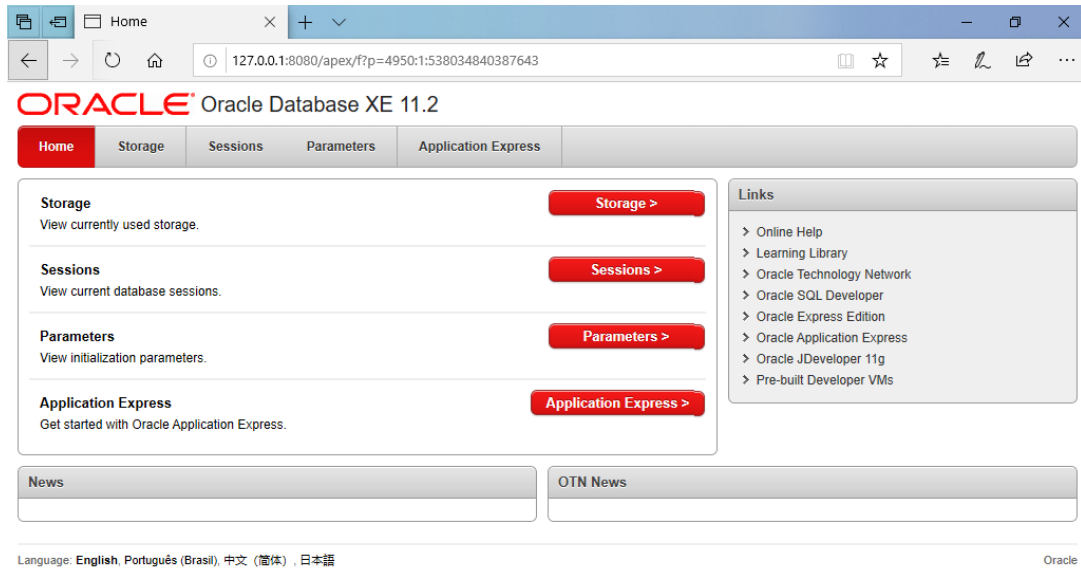 Home
127.0.0.1:8080/apex/f?p=4950:1:538034840387643
ORACLE® Oracle Database XE 11.2
Home Storage Sessions Parameters Application Express
Storage
View currently used storage.
Storage >
Sessions
View current database sessions.
Sessions >
Parameters
View initialization parameters.
Parameters >
Application Express
Get started with Oracle Application Express.
Application Express >
Links
Online Help
Learning Library
Oracle Technology Network
Oracle SQL Developer
Oracle Express Edition
Oracle Application Express
Oracle JDeveloper 11g
Pre-built Developer VMs
News
OTN News
Language: English, Português (Brasil), 中文（简体）, 日本語
Oracle